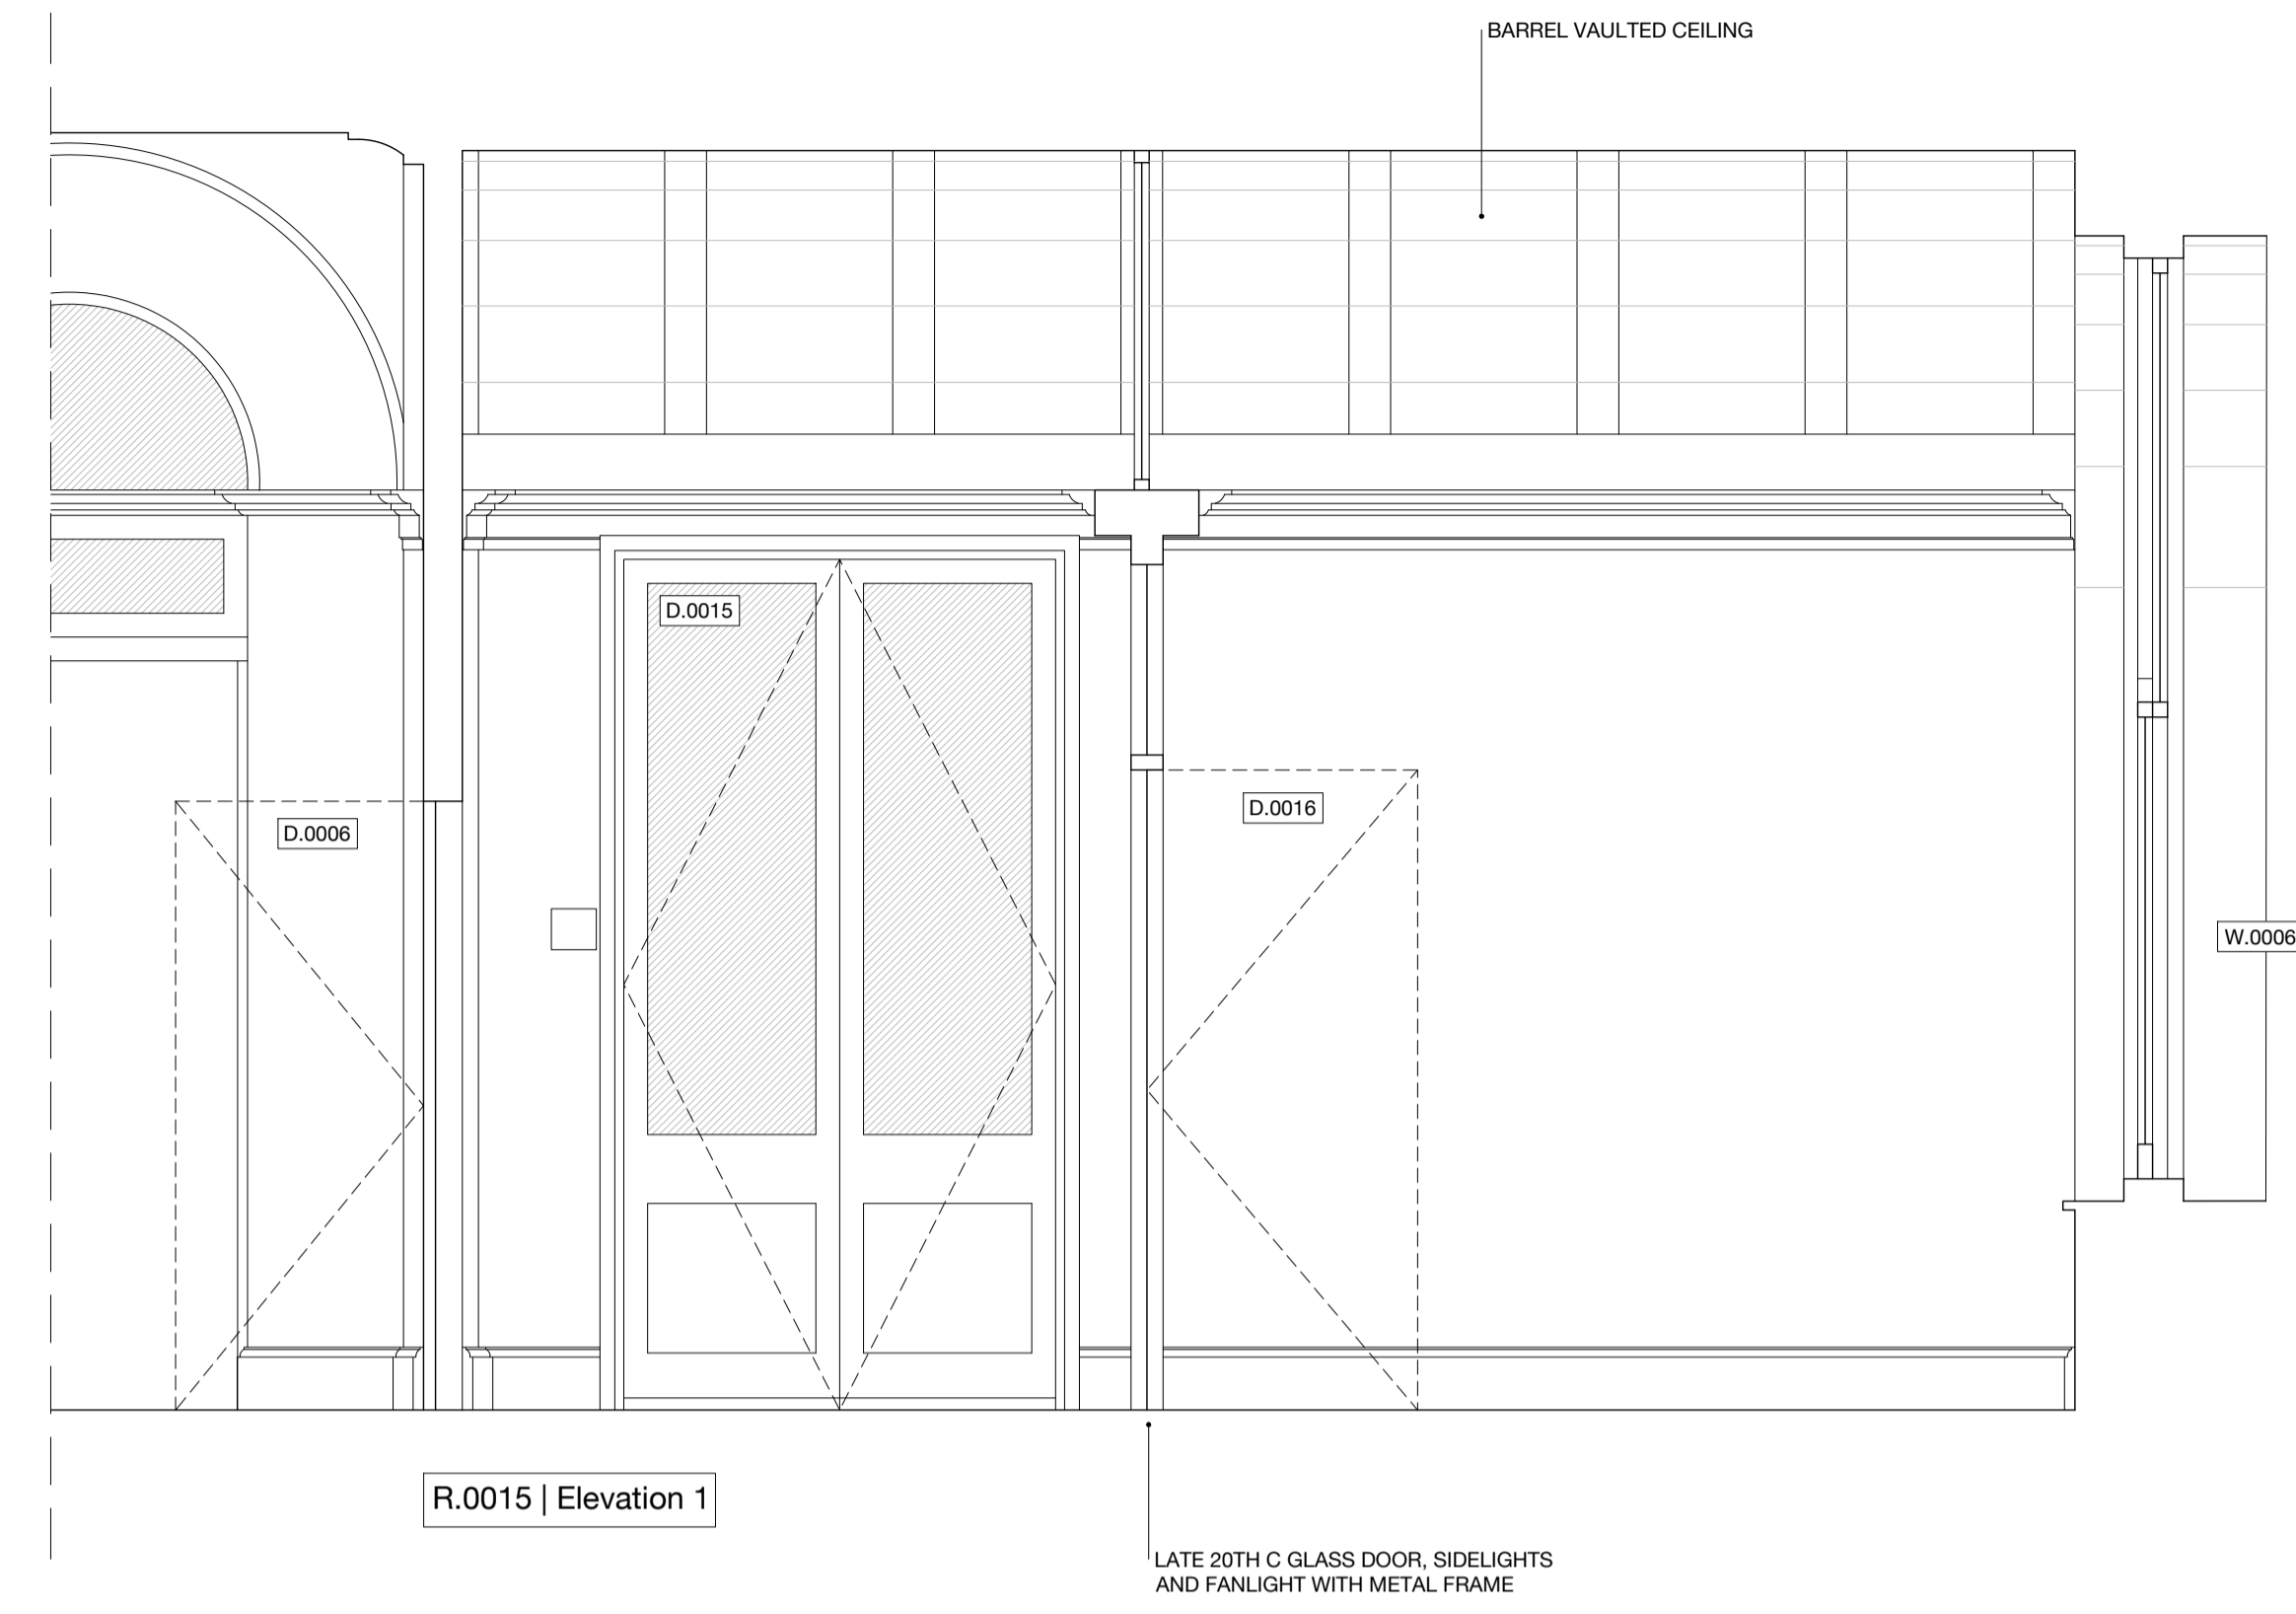 BARREL VAULTED CEILING
D.0015
D.0016
D.0006
W.0006
R.0015 | Elevation 1
LATE 20TH C GLASS DOOR, SIDELIGHTS
AND FANLIGHT WITH METAL FRAME